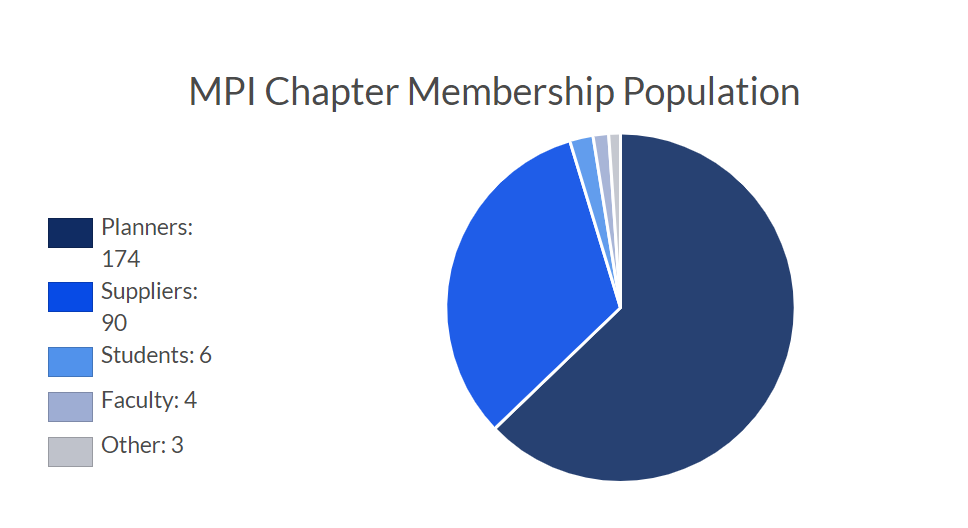 MPI Chapter Membership Population
Planners:
174
Suppliers:
90
Students: 6
Faculty: 4
Other: 3